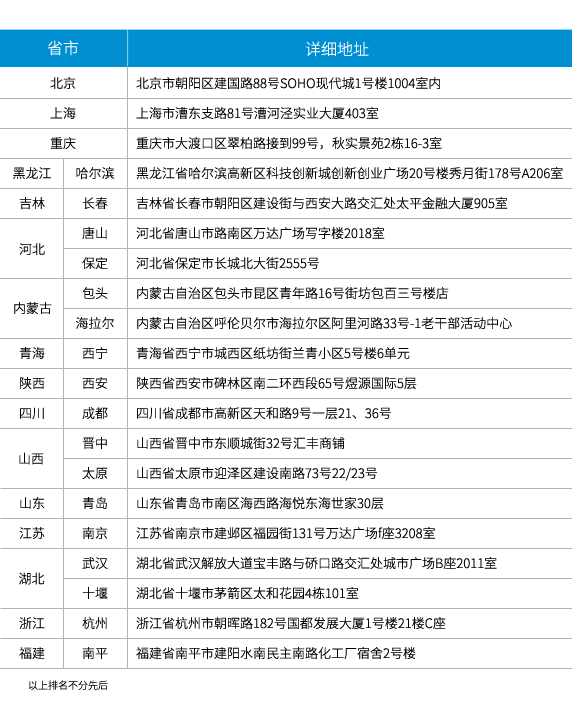 省市 详细地址
北京 北京市朝阳区建国路88号SOHO现代城1号楼1004室内
上海 上海市漕东支路81号漕河泾实业大厦403室
重庆 重庆市大渡口区翠柏路接到99号，秋实景苑2栋16-3室
黑龙江 哈尔滨 黑龙江省哈尔滨高新区科技创新城创新创业广场20号楼秀月街178号A206室
吉林 长春 吉林省长春市朝阳区建设街与西安大路交汇处太平金融大厦905室
河北 唐山 河北省唐山市路南区万达广场写字楼2018室
保定 河北省保定市长城北大街2555号
内蒙古 包头 内蒙古自治区包头市昆区青年路16号街坊包百三号楼店
海拉尔 内蒙古自治区呼伦贝尔市海拉尔区阿里河路33号-1老干部活动中心
青海 西宁 青海省西宁市城西区纸坊街兰青小区5号楼6单元
陕西 西安 陕西省西安市碑林区南二环西段65号煜源国际5层
四川 成都 四川省成都市高新区天和路9号一层21、36号
山西 晋中 山西省晋中市东顺城街32号汇丰商铺
太原 山西省太原市迎泽区建设南路73号22/23号
山东 青岛 山东省青岛市南区海西路海悦东海世家30层
江苏 南京 江苏省南京市建邺区福园街131号万达广场f座3208室
湖北 武汉 湖北省武汉解放大道宝丰路与硚口路交汇处城市广场B座2011室
十堰 湖北省十堰市茅箭区太和花园4栋101室
浙江 杭州 浙江省杭州市朝晖路182号国都发展大厦1号楼21楼C座
福建 南平 福建省南平市建阳水南民主南路化工厂宿舍2号楼
以上排名不分先后